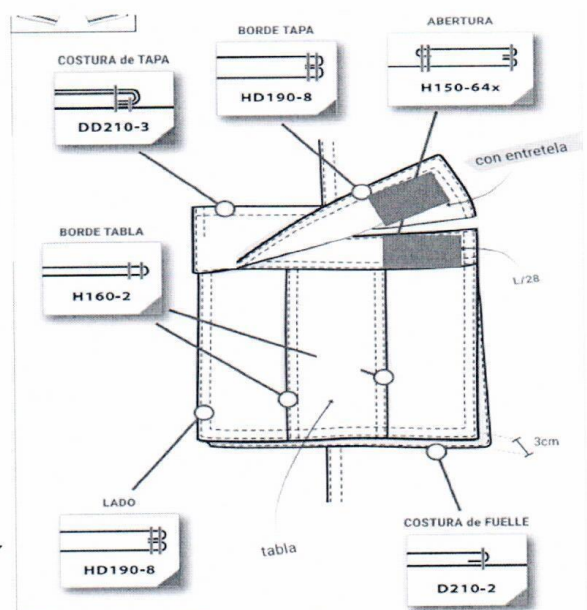 COSTURA de TAPA
DD210-3
BORDE TAPA
HD190-8
ABERTURA
H150-64x
con entretela
BORDE TABLA
H160-2
L/28
3cm
LADO
HD190-8
tabla
COSTURA de FUELLE
D210-2